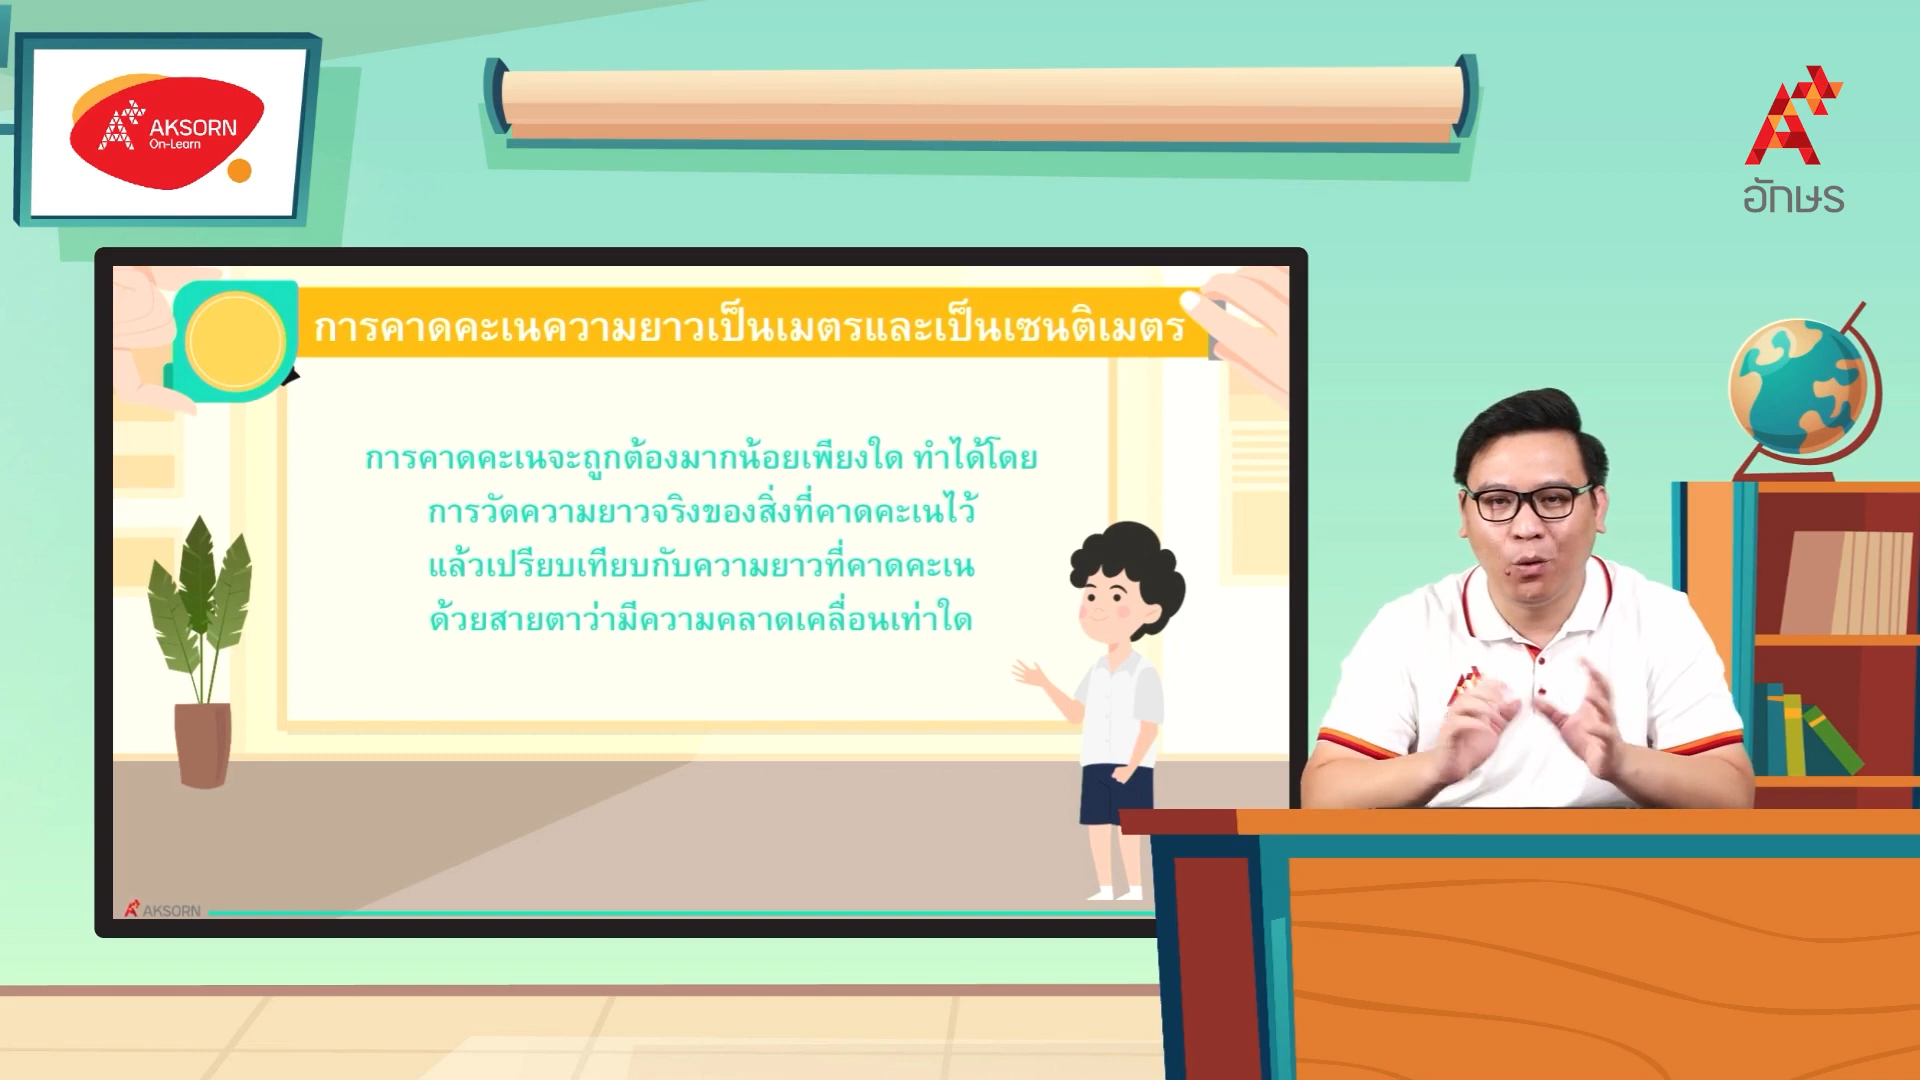 AKSORN
On-Learn
อักษร
การคาดคะเนความยาวเป็นเมตรและเป็นเซนติเมตร
การคาดคะเนจะถูกต้องมากน้อยเพียงใด ทำได้โดย
การวัดความยาวจริงของสิ่งที่คาดคะเนไว้
แล้วเปรียบเทียบกับความยาวที่คาดคะเน
ด้วยสายตาว่ามีความคลาดเคลื่อนเท่าใด
AKSORN